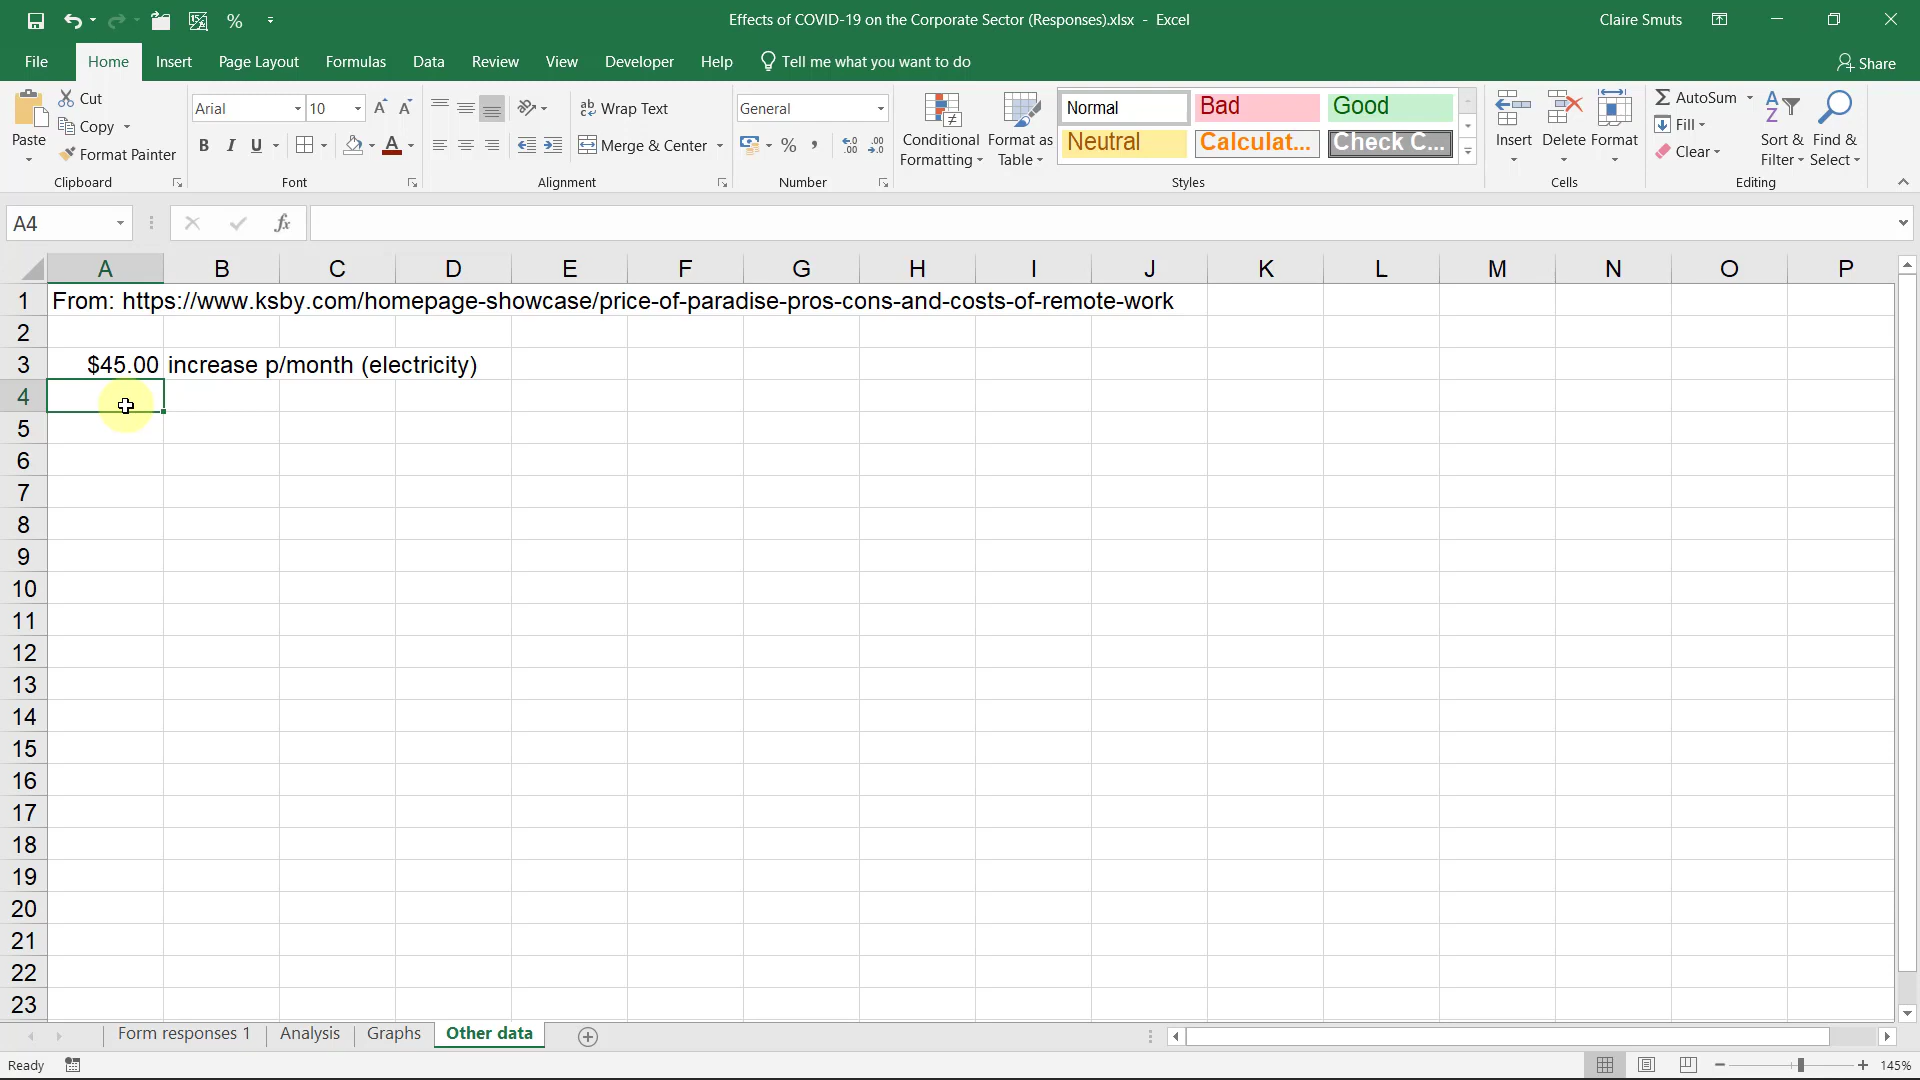 Effects of COVID-19 on the Corporate Sector (Responses).xlsx - Excel
Claire Smuts
File Home Insert Page Layout Formulas Data Review View Developer Help Tell me what you want to do Share
Paste
Cut
Copy
Format Painter
Clipboard
Arial 10
B I U A
Font
Wrap Text
Merge & Center
Alignment
General
%
Number
Conditional Formatting
Format as Table
Normal Bad Good
Neutral Calculat... Check C...
Styles
Insert Delete Format
Cells
AutoSum
Fill
Clear
Sort & Filter
Find & Select
Editing
A4 fx
A B C D E F G H I J K L M N O P
1 From: https://www.ksby.com/homepage-showcase/price-of-paradise-pros-cons-and-costs-of-remote-work
2
3 $45.00 increase p/month (electricity)
4
5
6
7
8
9
10
11
12
13
14
15
16
17
18
19
20
21
22
23
Form responses 1 Analysis Graphs Other data
Ready 145%